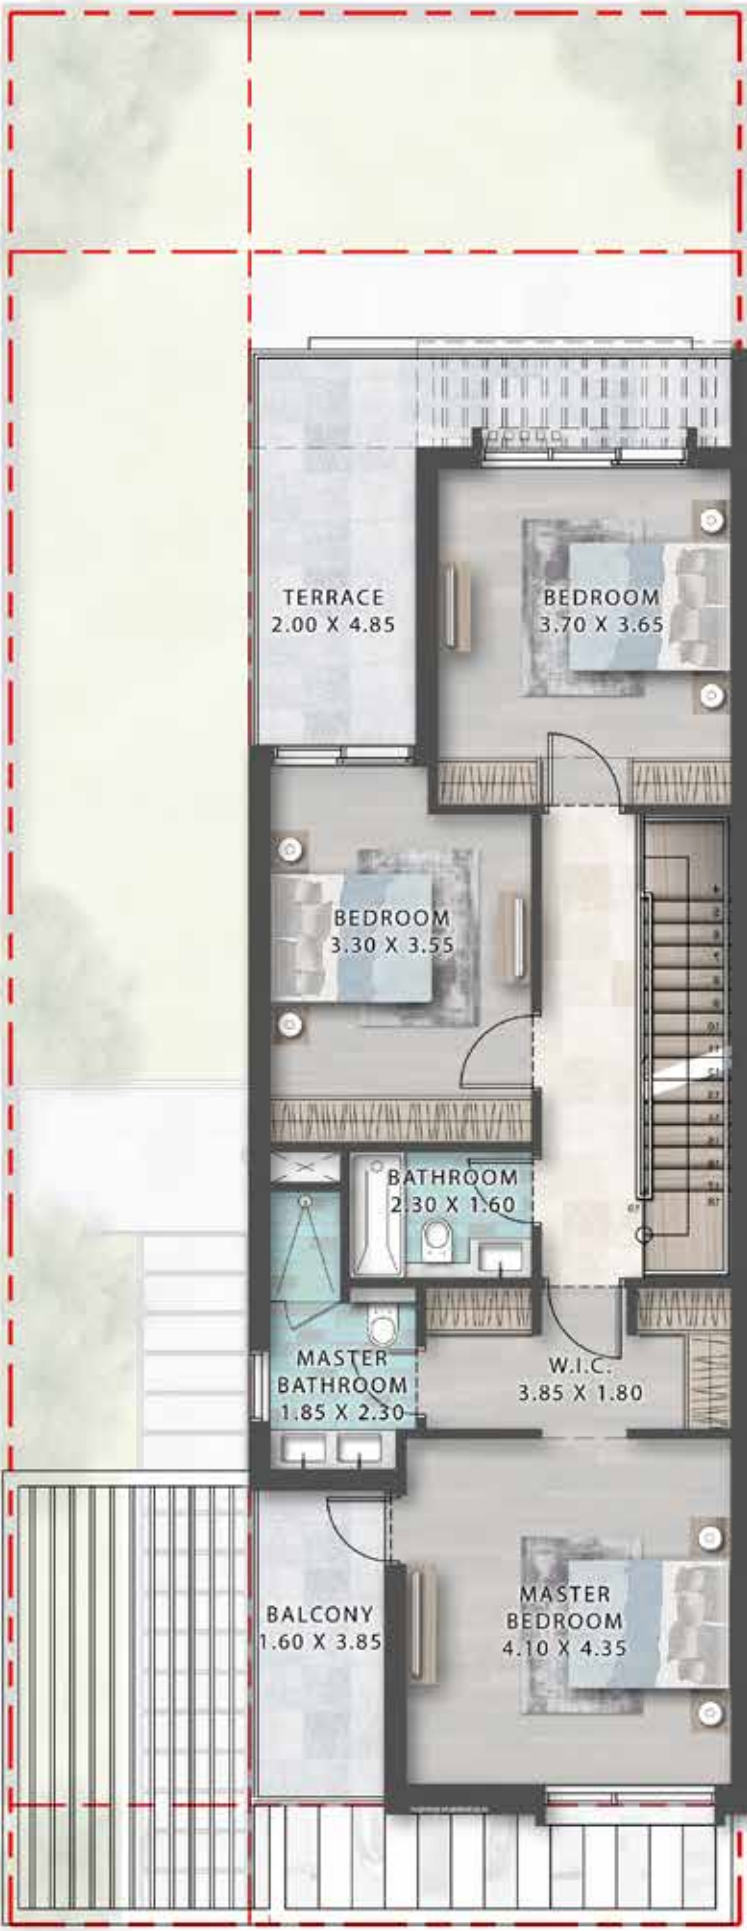 TERRACE
2.00 X 4.85
BEDROOM
3.70 X 3.65
BEDROOM
3.30 X 3.55
BATHROOM
2.30 X 1.60
MASTER
BATHROOM
1.85 X 2.30
W.I.C.
3.85 X 1.80
BALCONY
1.60 X 3.85
MASTER
BEDROOM
4.10 X 4.35